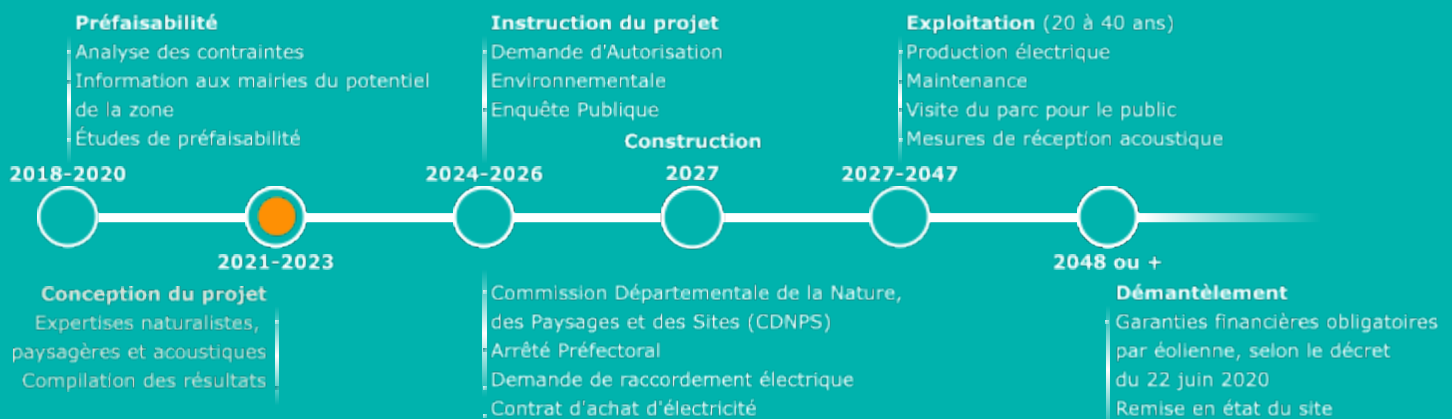 Préfaisabilité
Analyse des contraintes
Information aux mairies du potentiel
de la zone
Études de préfaisabilité
2018-2020
2021-2023
Conception du projet
Expertises naturalistes,
paysagères et acoustiques
Compilation des résultats
Instruction du projet
Demande d'Autorisation
Environnementale
Enquête Publique
2024-2026
Commission Départementale de la Nature,
des Paysages et des Sites (CDNPS)
Arrêté Préfectoral
Demande de raccordement électrique
Contrat d'achat d'électricité
Construction
2027
Exploitation (20 à 40 ans)
Production électrique
Maintenance
Visite du parc pour le public
Mesures de réception acoustique
2027-2047
2048 ou +
Démantèlement
Garanties financières obligatoires
par éolienne, selon le décret
du 22 juin 2020
Remise en état du site